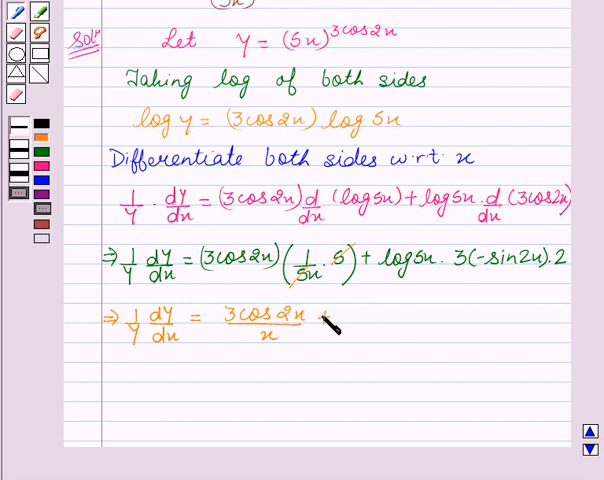 (5x)
Sol:
Let y = (5x)^3cos2x
Taking log of both sides
log y = (3cos2x) log 5x
Differentiate both sides w.r.t. x
1/y · dy/dx = (3cos2x) d/dx (log5x) + log5x · d/dx (3cos2x)
⇒ 1/y dy/dx = (3cos2x) (1/5x · 5) + log5x · 3(-sin2x) · 2
⇒ 1/y dy/dx = 3cos2x/x +